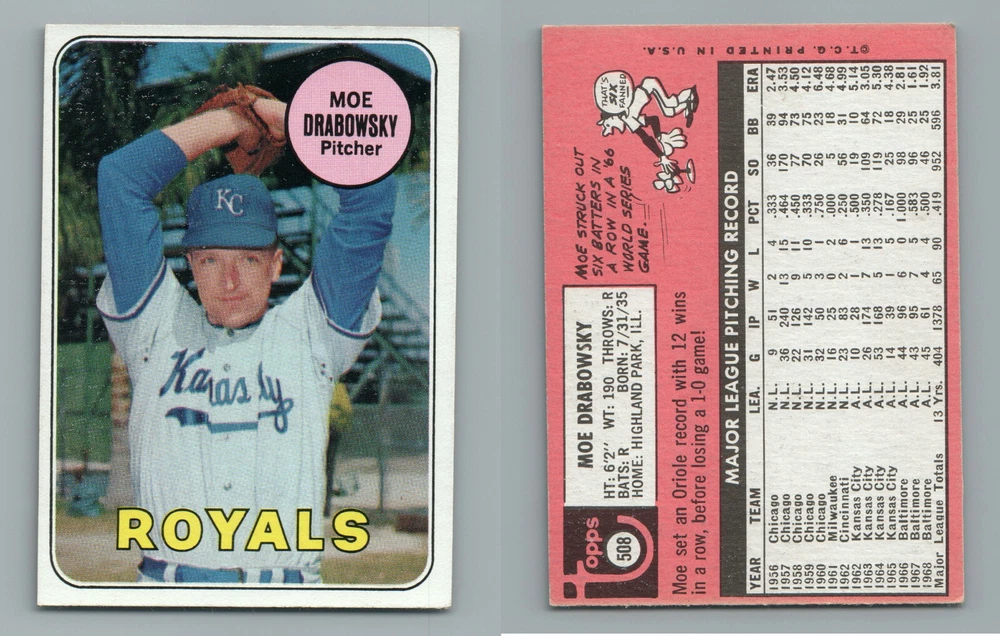 MOE
DRABOWSKY
Pitcher
KC
Kansas City
ROYALS
topps
508
MOE DRABOWSKY
HT: 6'2" WT: 190 THROWS: R
BATS: R BORN: 7/31/35
HOME: HIGHLAND PARK, ILL.
MOE STRUCK OUT
SIX BATTERS IN
A ROW IN A '66
WORLD SERIES
GAME.
THAT'S
SIX
FANNED
Moe set an Oriole record with 12 wins
in a row, before losing a 1-0 game!
MAJOR LEAGUE PITCHING RECORD
YEAR TEAM LEA. G IP W L PCT SO BB ERA
1956 Chicago N.L. 9 51 2 4 .333 36 39 2.47
1957 Chicago N.L. 36 240 13 15 .464 170 94 3.53
1958 Chicago N.L. 22 126 9 11 .450 77 73 4.50
1959 Chicago N.L. 31 142 5 10 .333 70 75 4.12
1960 Chicago N.L. 32 50 3 1 .750 26 23 6.48
1961 Milwaukee N.L. 16 25 0 2 .000 5 18 4.68
1962 Cincinnati N.L. 23 83 2 6 .250 56 31 4.99
1962 Kansas City A.L. 10 28 1 1 .500 19 10 5.14
1963 Kansas City A.L. 26 174 7 13 .350 109 64 3.05
1964 Kansas City A.L. 53 168 5 13 .278 119 72 5.30
1965 Kansas City A.L. 14 39 1 5 .167 25 18 4.38
1966 Baltimore A.L. 44 96 6 0 1.000 98 29 2.81
1967 Baltimore A.L. 43 95 7 5 .583 96 25 1.61
1968 Baltimore A.L. 45 61 4 4 .500 46 25 1.92
Major League Totals 13 Yrs. 404 1378 65 90 .419 952 596 3.81
©T.C.G. PRINTED IN U.S.A.